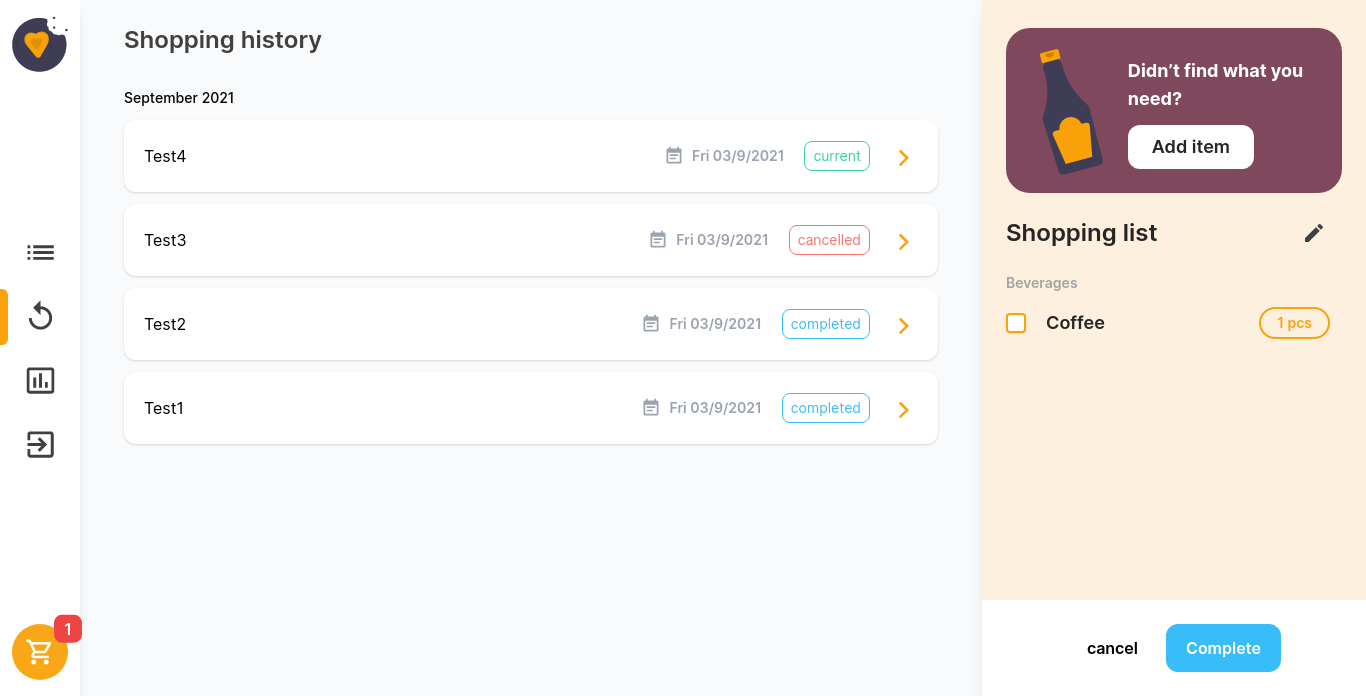 Shopping history
September 2021
Test4
Fri 03/9/2021
current
Test3
Fri 03/9/2021
cancelled
Test2
Fri 03/9/2021
completed
Test1
Fri 03/9/2021
completed
1
Didn’t find what you
need?
Add item
Shopping list
Beverages
Coffee
1 pcs
cancel
Complete